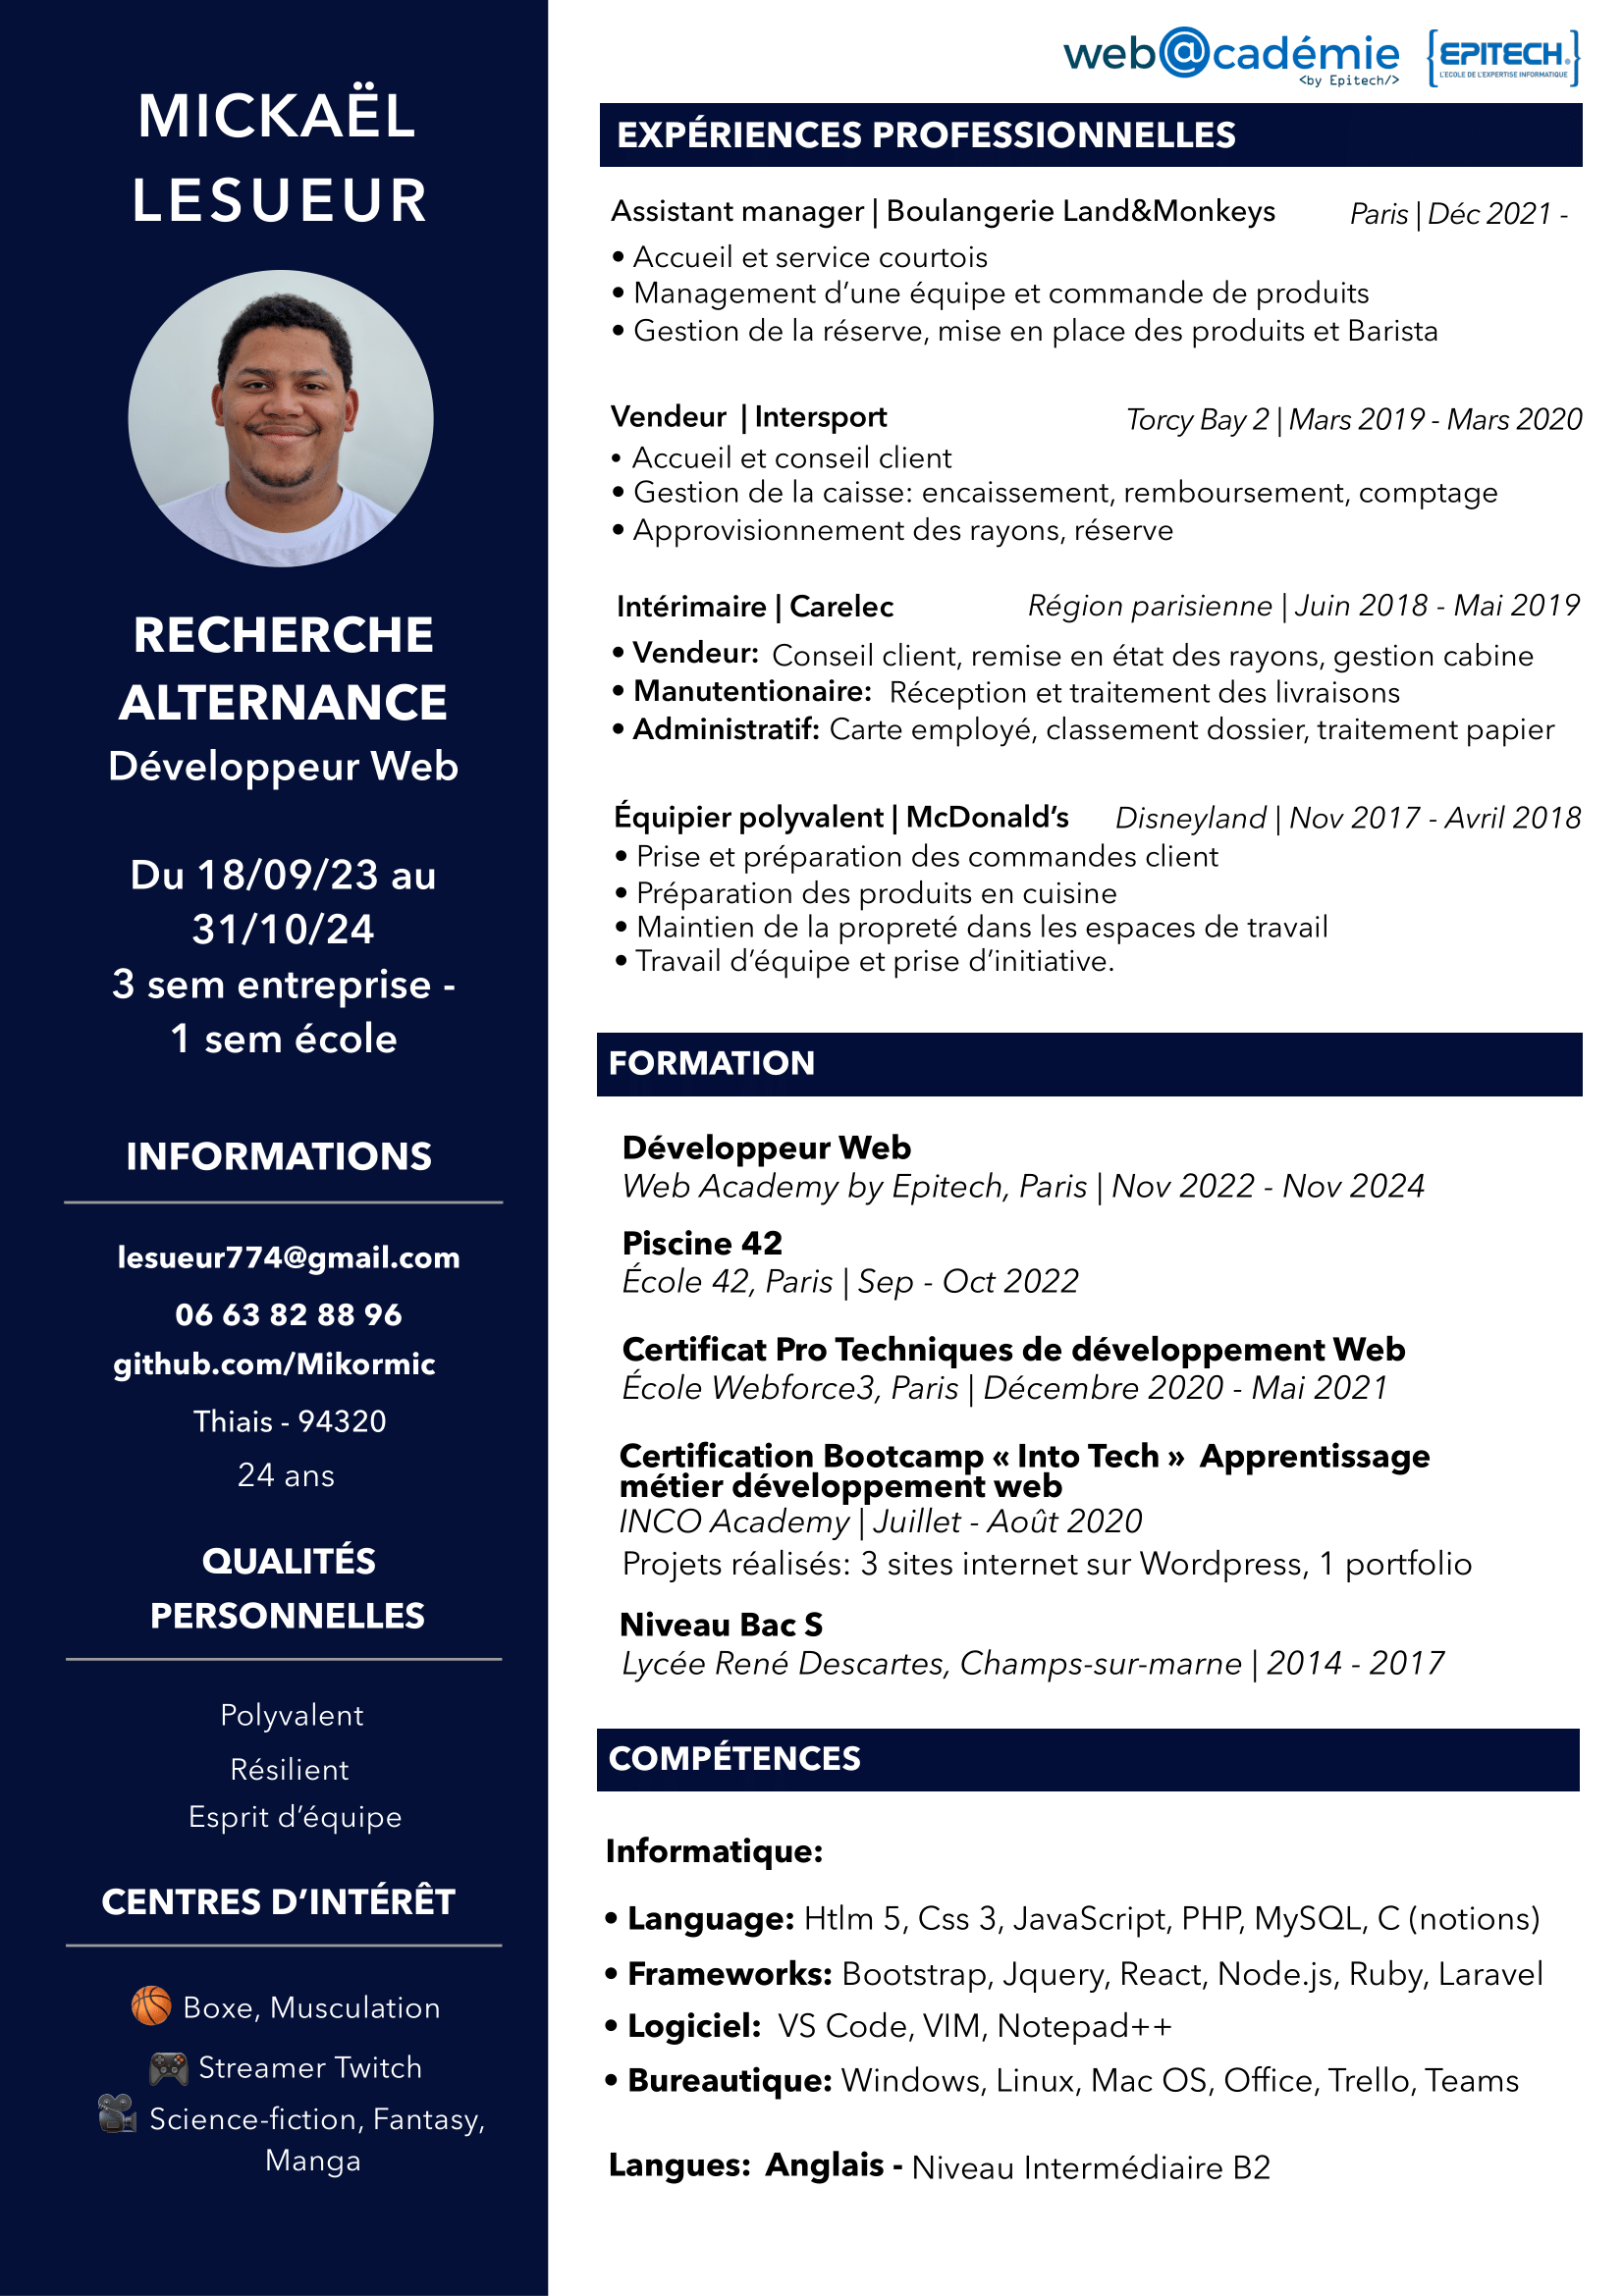 MICKAËL
LESUEUR
RECHERCHE
ALTERNANCE
Développeur Web
Du 18/09/23 au
31/10/24
3 sem entreprise -
1 sem école
INFORMATIONS
lesueur774@gmail.com
06 63 82 88 96
github.com/Mikormic
Thiais - 94320
24 ans
QUALITÉS
PERSONNELLES
Polyvalent
Résilient
Esprit d’équipe
CENTRES D’INTÉRÊT
Boxe, Musculation
Streamer Twitch
Science-fiction, Fantasy,
Manga
web@cadémie
<by Epitech/>
{EPITECH.®}
L'ECOLE DE L'EXPERTISE INFORMATIQUE
EXPÉRIENCES PROFESSIONNELLES
Assistant manager | Boulangerie Land&Monkeys Paris | Déc 2021 -
• Accueil et service courtois
• Management d’une équipe et commande de produits
• Gestion de la réserve, mise en place des produits et Barista
Vendeur | Intersport Torcy Bay 2 | Mars 2019 - Mars 2020
• Accueil et conseil client
• Gestion de la caisse: encaissement, remboursement, comptage
• Approvisionnement des rayons, réserve
Intérimaire | Carelec Région parisienne | Juin 2018 - Mai 2019
• Vendeur: Conseil client, remise en état des rayons, gestion cabine
• Manutentionaire: Réception et traitement des livraisons
• Administratif: Carte employé, classement dossier, traitement papier
Équipier polyvalent | McDonald’s Disneyland | Nov 2017 - Avril 2018
• Prise et préparation des commandes client
• Préparation des produits en cuisine
• Maintien de la propreté dans les espaces de travail
• Travail d’équipe et prise d’initiative.
FORMATION
Développeur Web
Web Academy by Epitech, Paris | Nov 2022 - Nov 2024
Piscine 42
École 42, Paris | Sep - Oct 2022
Certificat Pro Techniques de développement Web
École Webforce3, Paris | Décembre 2020 - Mai 2021
Certification Bootcamp « Into Tech » Apprentissage
métier développement web
INCO Academy | Juillet - Août 2020
Projets réalisés: 3 sites internet sur Wordpress, 1 portfolio
Niveau Bac S
Lycée René Descartes, Champs-sur-marne | 2014 - 2017
COMPÉTENCES
Informatique:
• Language: Htlm 5, Css 3, JavaScript, PHP, MySQL, C (notions)
• Frameworks: Bootstrap, Jquery, React, Node.js, Ruby, Laravel
• Logiciel: VS Code, VIM, Notepad++
• Bureautique: Windows, Linux, Mac OS, Office, Trello, Teams
Langues: Anglais - Niveau Intermédiaire B2